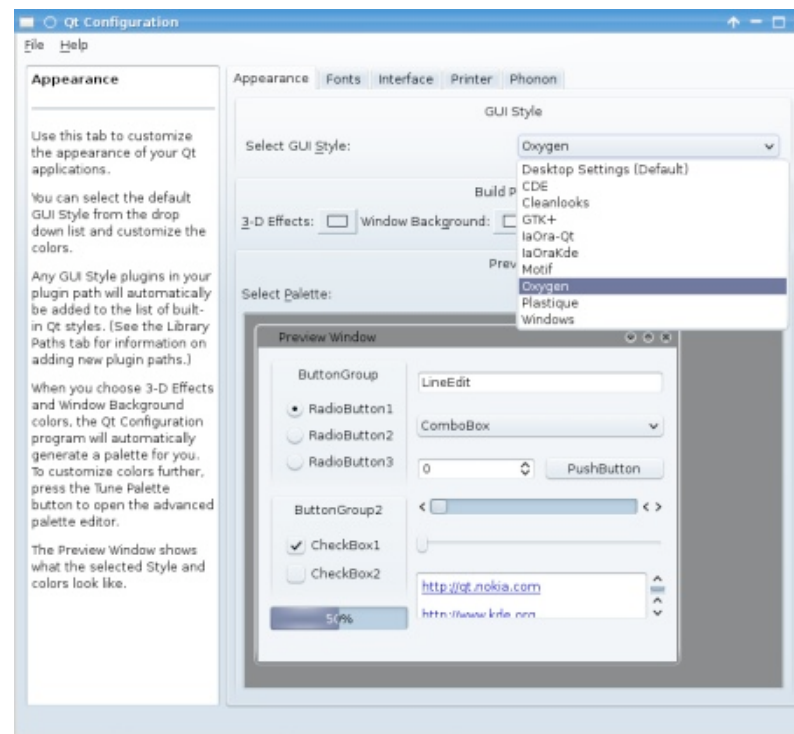 Qt Configuration
File Help
Appearance
Use this tab to customize
the appearance of your Qt
applications.
You can select the default
GUI Style from the drop
down list and customize the
colors.
Any GUI Style plugins in your
plugin path will automatically
be added to the list of built-
in Qt styles. (See the Library
Paths tab for information on
adding new plugin paths.)
When you choose 3-D Effects
and Window Background
colors, the Qt Configuration
program will automatically
generate a palette for you.
To customize colors further,
press the Tune Palette
button to open the advanced
palette editor.
The Preview Window shows
what the selected Style and
colors look like.
Appearance Fonts Interface Printer Phonon
GUI Style
Select GUI Style: Oxygen
Desktop Settings (Default)
CDE
Cleanlooks
GTK+
IaOra-Qt
IaOraKde
Motif
Oxygen
Plastique
Windows
Build P
3-D Effects: Window Background:
Prev
Select Palette:
Preview Window
ButtonGroup
RadioButton1
RadioButton2
RadioButton3
ButtonGroup2
CheckBox1
CheckBox2
50%
LineEdit
ComboBox
0 PushButton
http://qt.nokia.com
http://www.kde.org